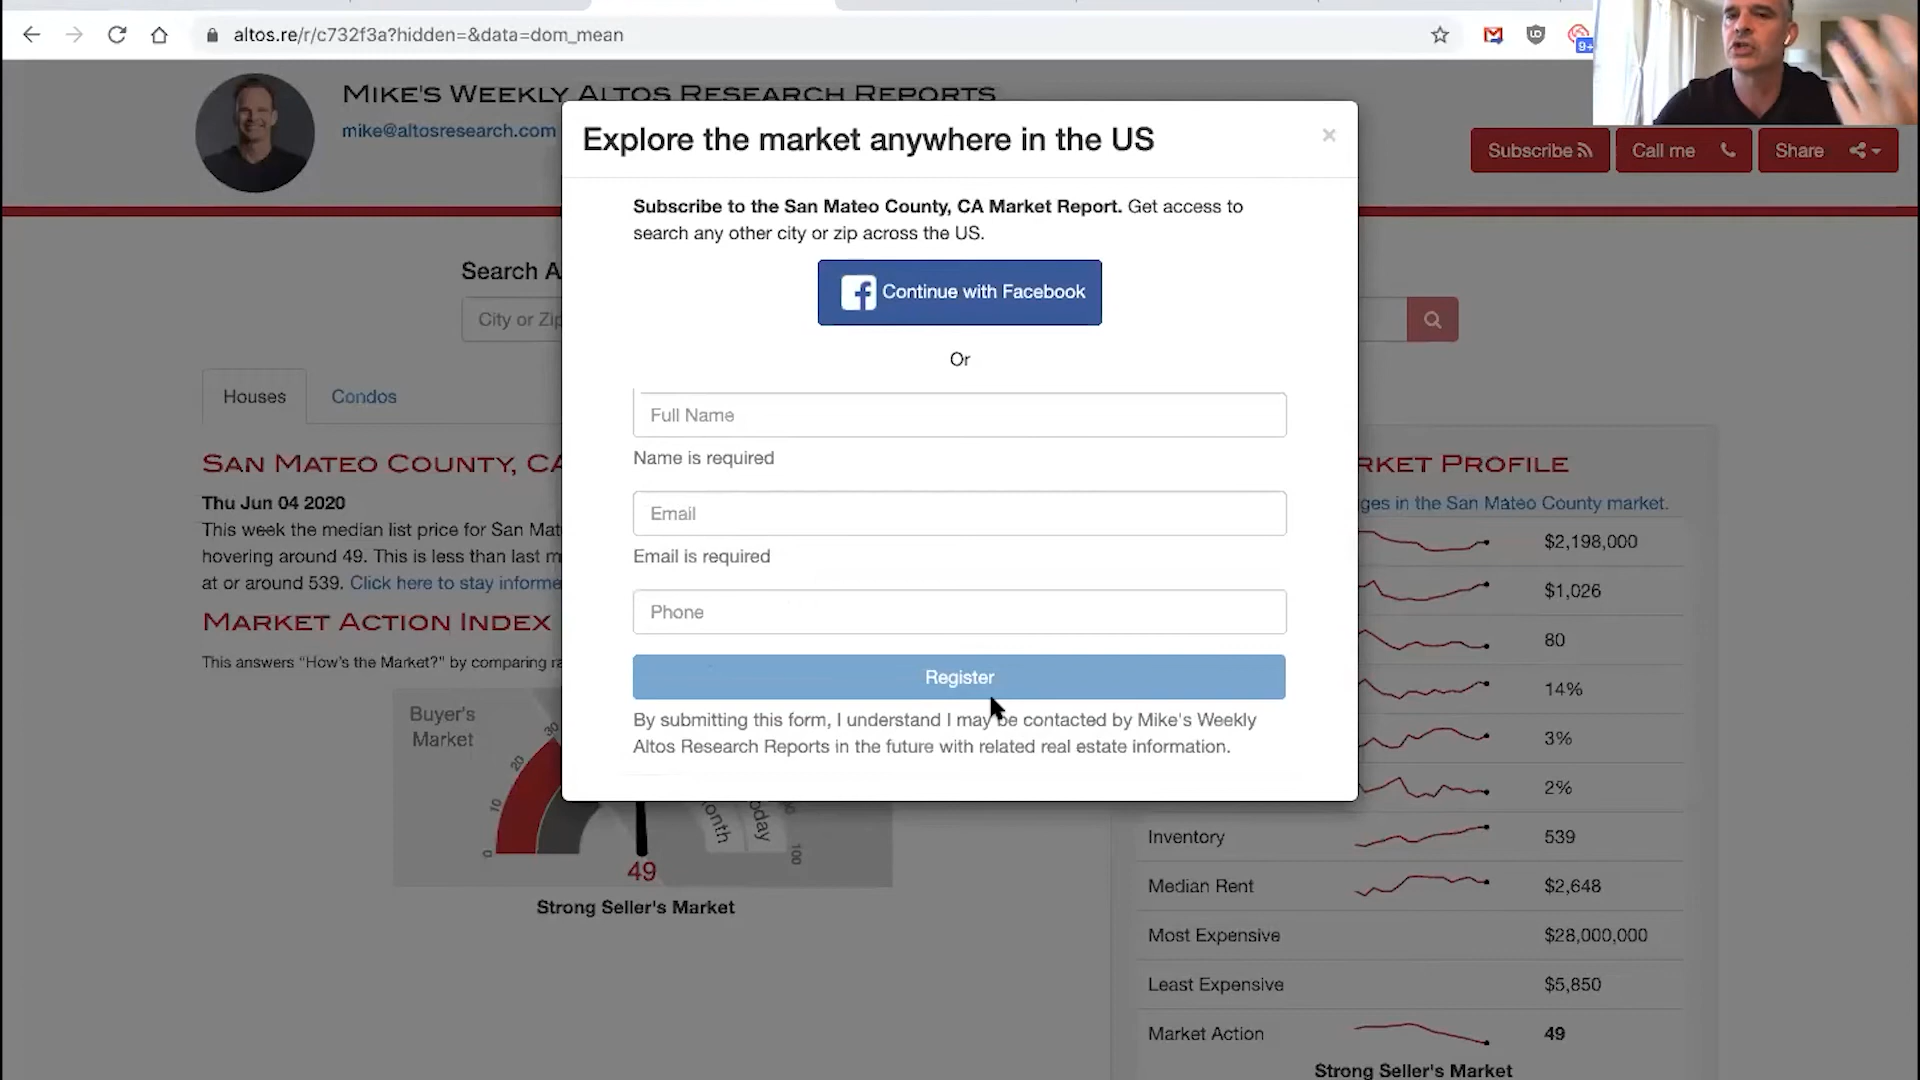 altos.re/r/c732f3a?hidden=&data=dom_mean
9+
MIKE'S WEEKLY ALTOS RESEARCH REPORTS
mike@altosresearch.com
Subscribe
Call me
Share
Explore the market anywhere in the US
×
Subscribe to the San Mateo County, CA Market Report. Get access to
search any other city or zip across the US.
Continue with Facebook
Or
Full Name
Name is required
Email
Email is required
Phone
Register
By submitting this form, I understand I may be contacted by Mike's Weekly
Altos Research Reports in the future with related real estate information.
Search
City or Zip
Houses
Condos
SAN MATEO COUNTY, CA
Thu Jun 04 2020
This week the median list price for San
hovering around 49. This is less than last
at or around 539. Click here to stay
MARKET ACTION INDEX
This answers "How's the Market?" by comparing
Buyer's
Market
0
10
20
30
100
today
49
Strong Seller's Market
PROFILE
in the San Mateo County market.
$2,198,000
$1,026
80
14%
3%
2%
Inventory 539
Median Rent $2,648
Most Expensive $28,000,000
Least Expensive $5,850
Market Action 49
Strong Seller's Market